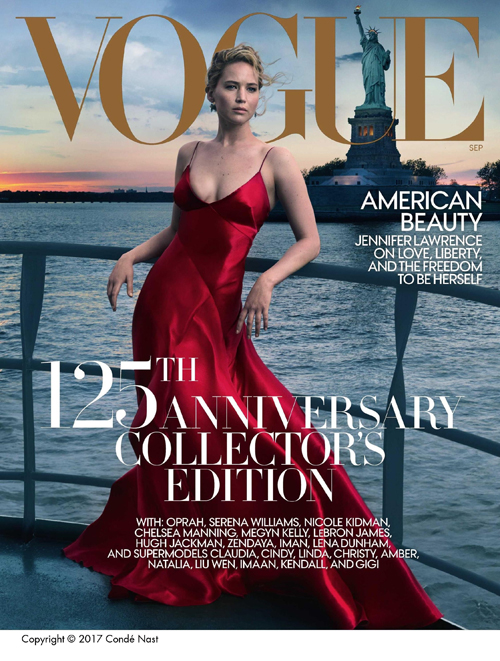 VOGUE
SEP
AMERICAN
BEAUTY
JENNIFER LAWRENCE
ON LOVE, LIBERTY,
AND THE FREEDOM
TO BE HERSELF
125TH
ANNIVERSARY
COLLECTOR'S
EDITION
WITH: OPRAH, SERENA WILLIAMS, NICOLE KIDMAN,
CHELSEA MANNING, MEGYN KELLY, LeBRON JAMES,
HUGH JACKMAN, ZENDAYA, IMAN, LENA DUNHAM,
AND SUPERMODELS CLAUDIA, CINDY, LINDA, CHRISTY, AMBER,
NATALIA, LIU WEN, IMAAN, KENDALL, AND GIGI
Copyright © 2017 Condé Nast